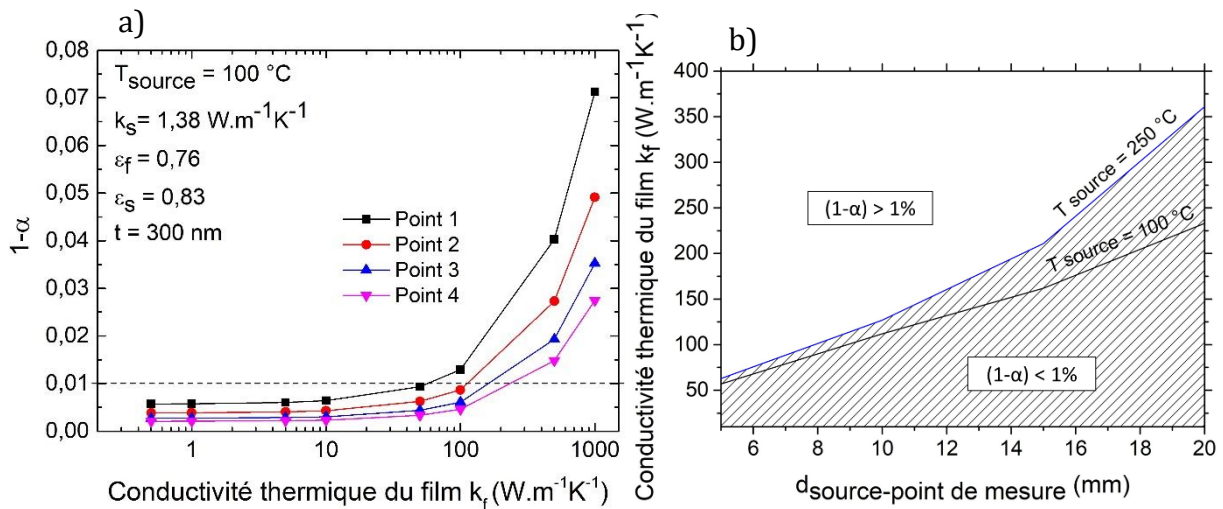 a)
1-α
0,08
0,07
0,06
0,05
0,04
0,03
0,02
0,01
0,00
T source = 100 °C
k s = 1,38 W.m⁻¹K⁻¹
ε f = 0,76
ε s = 0,83
t = 300 nm
Point 1
Point 2
Point 3
Point 4
1 10 100 1000
Conductivité thermique du film k f (W.m⁻¹K⁻¹)
b)
Conductivité thermique du film k f (W.m⁻¹K⁻¹)
400
350
300
250
200
150
100
50
(1-α) > 1%
T source = 250 °C
T source = 100 °C
(1-α) < 1%
6 8 10 12 14 16 18 20
d source-point de mesure (mm)